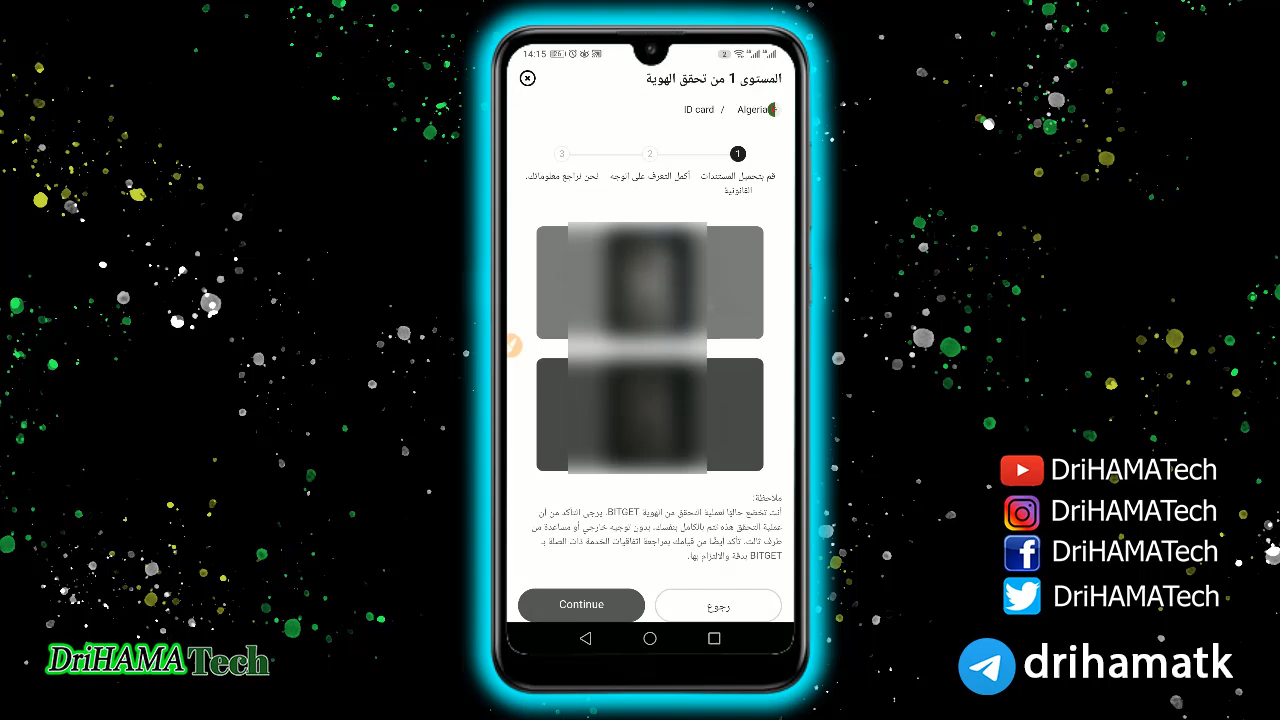 14:15
المستوى 1 من تحقق الهوية
ID card / Algeria
1 2 3
قم بتحميل المستندات القانونية
أكمل التعرف على الوجه
نحن نراجع معلوماتك.
ملاحظة:
أنت تخضع حاليًا لعملية التحقق من الهوية BITGET. يرجى التأكد من أن
عملية التحقق هذه تتم بالكامل بنفسك، بدون توجيه خارجي أو مساعدة من
طرف ثالث. تأكد أيضًا من قيامك بمراجعة اتفاقيات الخدمة ذات الصلة بـ
BITGET بدقة والالتزام بها.
Continue
رجوع
DriHAMATech
DriHAMATech
DriHAMATech
DriHAMATech
drihamatk
DriHAMA Tech